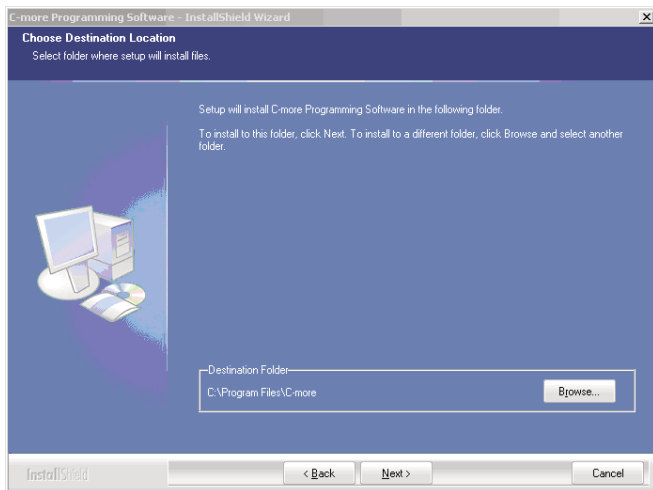 C-more Programming Software - InstallShield Wizard
Choose Destination Location
Select folder where setup will install files.
Setup will install C-more Programming Software in the following folder.
To install to this folder, click Next. To install to a different folder, click Browse and select another
folder.
Destination Folder
C:\Program Files\C-more
Browse...
InstallShield
< Back
Next >
Cancel